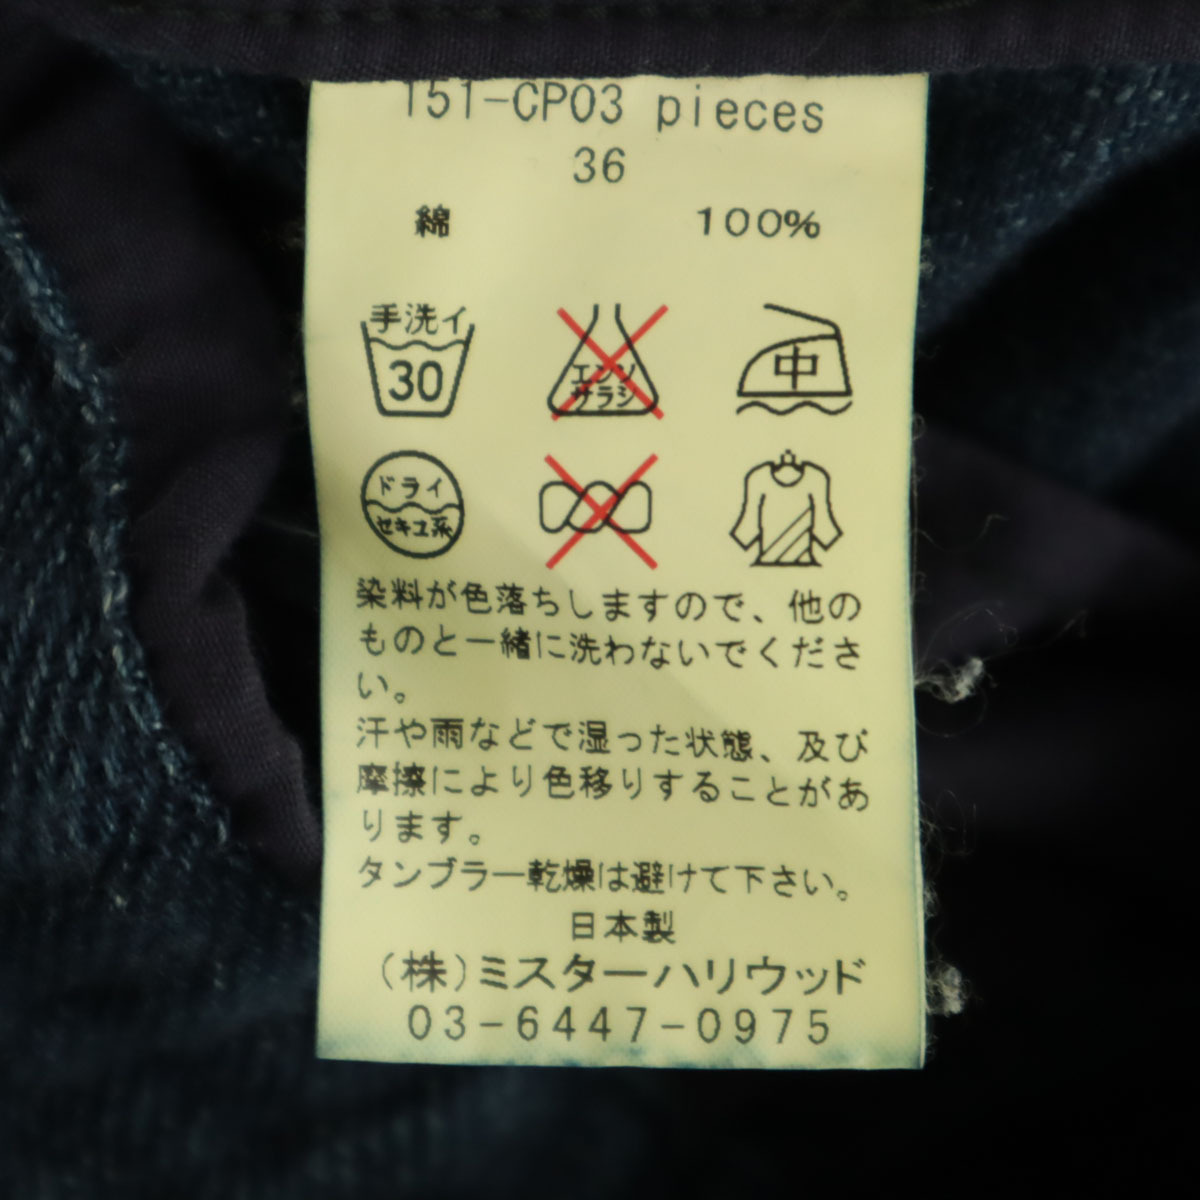 151-CP03 pieces
36
綿 100%
手洗イ
30
エンソ
サラシ
中
ドライ
セキユ系
染料が色落ちしますので、他の
ものと一緒に洗わないでくださ
い。
汗や雨などで湿った状態、及び
摩擦により色移りすることがあ
ります。
タンブラー乾燥は避けて下さい。
日本製
(株)ミスターハリウッド
03-6447-0975